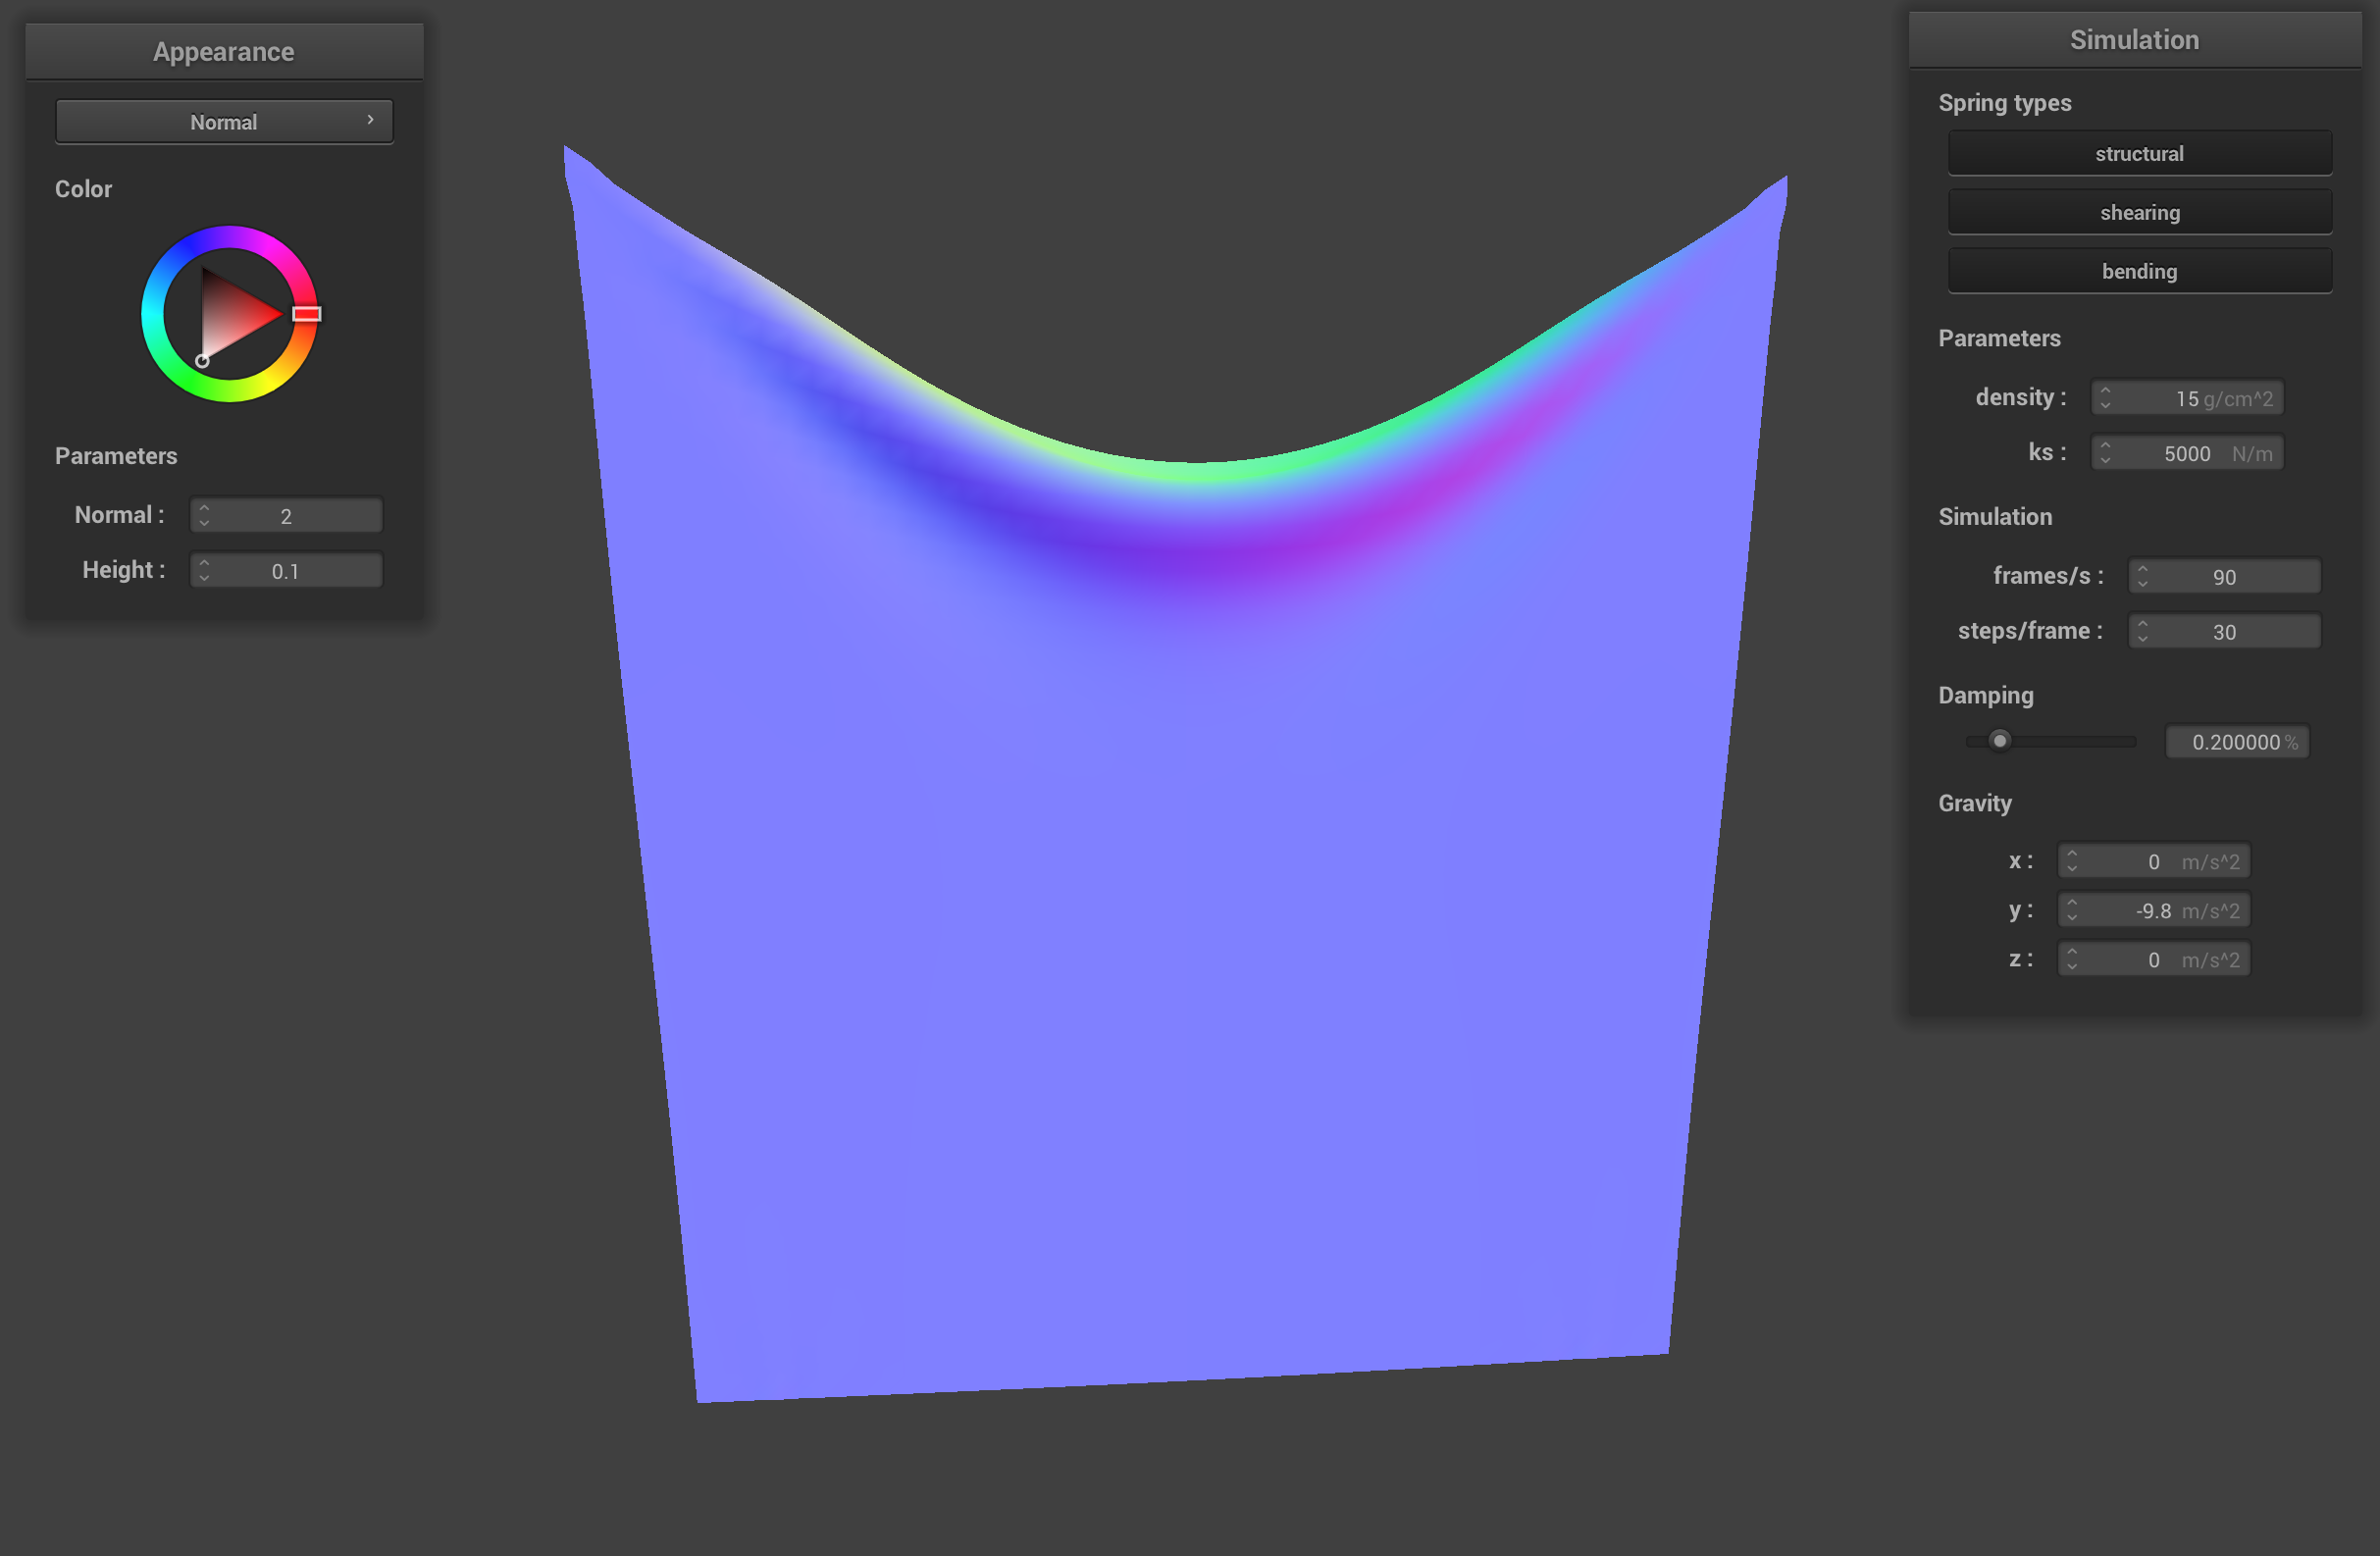 Appearance
Normal
Color
Parameters
Normal : 2
Height : 0.1
Simulation
Spring types
structural
shearing
bending
Parameters
density : 15 g/cm^2
ks : 5000 N/m
Simulation
frames/s : 90
steps/frame : 30
Damping
0.200000 %
Gravity
x : 0 m/s^2
y : -9.8 m/s^2
z : 0 m/s^2